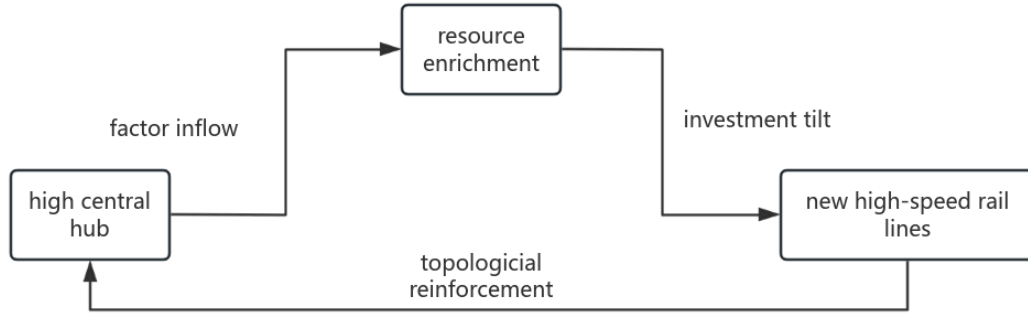 resource
enrichment
factor inflow
investment tilt
high central
hub
new high-speed rail
lines
topologicial
reinforcement